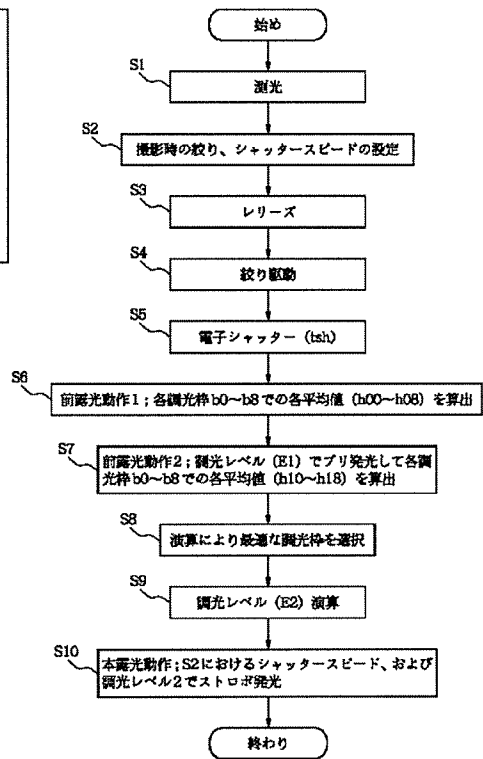 始め
S1
測光
S2
撮影時の絞り、シャッタースピードの設定
S3
レリーズ
S4
絞り駆動
S5
電子シャッター (tsh)
S6
前露光動作1；各調光枠b0～b8での各平均値 (h00～h08) を算出
S7
前露光動作2；調光レベル (E1) でプリ発光して各調
光枠b0～b8での各平均値 (h10～h18) を算出
S8
演算により最適な調光枠を選択
S9
調光レベル (E2) 演算
S10
本露光動作；S2におけるシャッタースピード、および
調光レベル2でストロボ発光
終わり